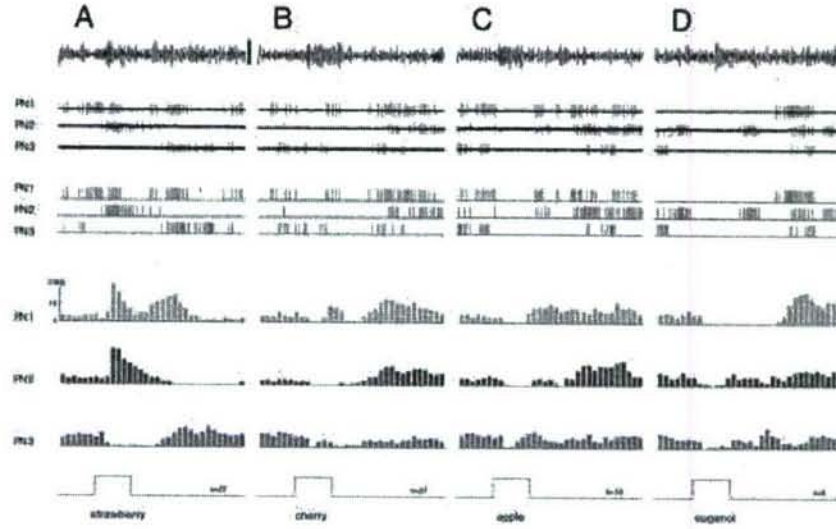 A B C D
PN1
PN2
PN3
PN1
PN2
PN3
PN1
PN2
PN3
strawberry cherry apple eugenol